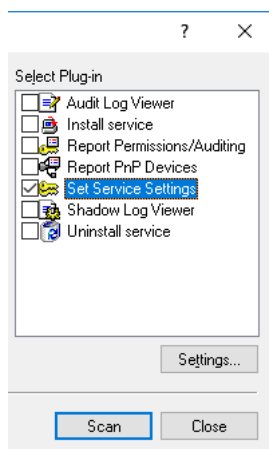 ?
Select Plug-in
Audit Log Viewer
Install service
Report Permissions/Auditing
Report PnP Devices
Set Service Settings
Shadow Log Viewer
Uninstall service
Settings...
Scan Close